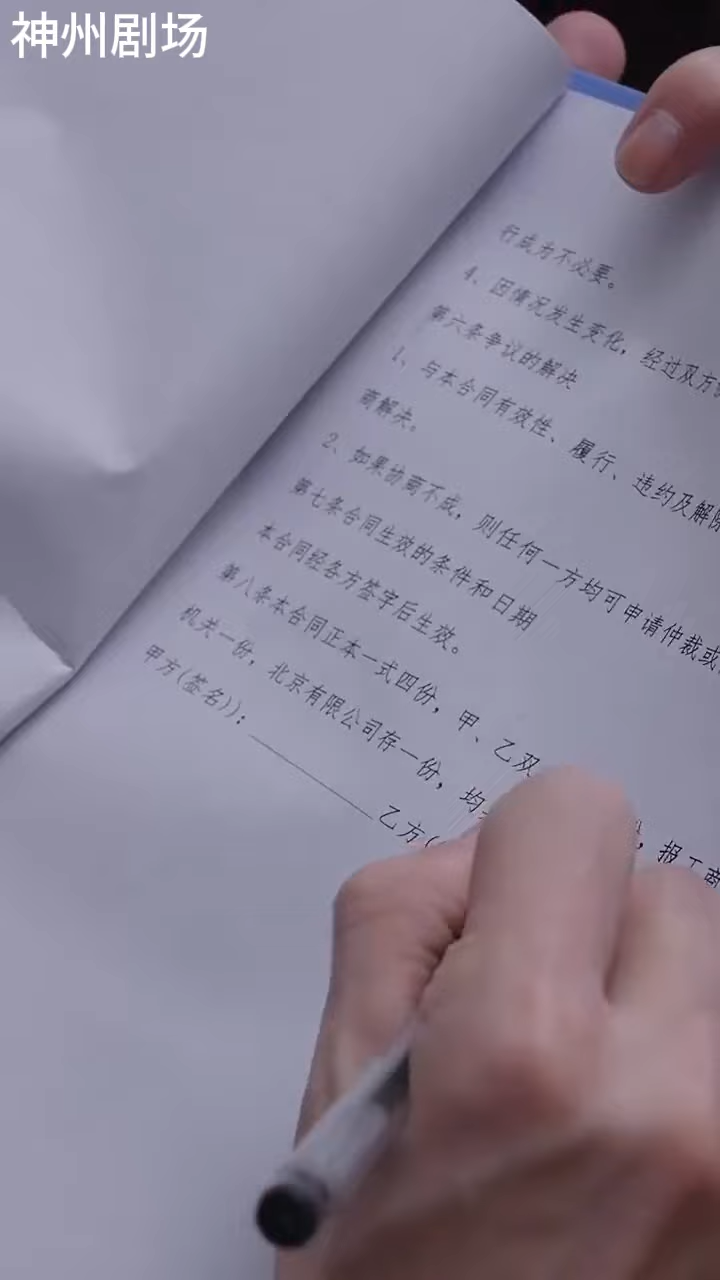 神州剧场
行成为不必要。
4、因情况发生变化，经过双方
第六条争议的解决
1、与本合同有效性、履行、违约及解除
商解决。
2、如果协商不成，则任何一方均可申请仲裁或
第七条合同生效的条件和日期
本合同经各方签字后生效。
第八条本合同正本一式四份，甲、乙双 ，报工商
机关一份，北京有限公司存一份，均
甲方(签名))：____________ 乙方(